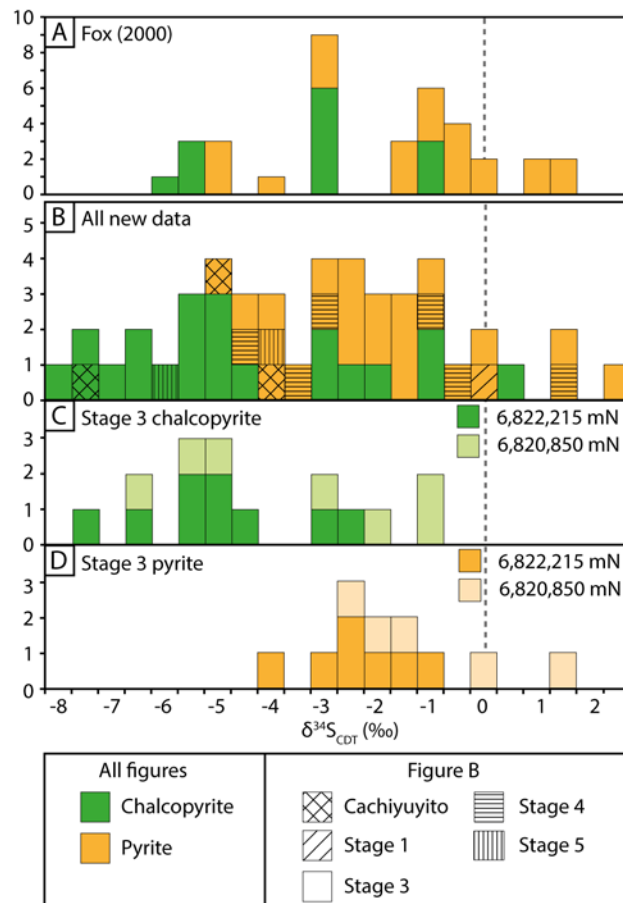 A Fox (2000)
10
8
6
4
2
0
B All new data
5
4
3
2
1
0
C Stage 3 chalcopyrite
6,822,215 mN
6,820,850 mN
3
2
1
0
D Stage 3 pyrite
6,822,215 mN
6,820,850 mN
3
2
1
0
-8 -7 -6 -5 -4 -3 -2 -1 0 1 2
δ³⁴S_CDT (‰)
All figures
Chalcopyrite
Pyrite
Figure B
Cachiyuyito Stage 4
Stage 1 Stage 5
Stage 3